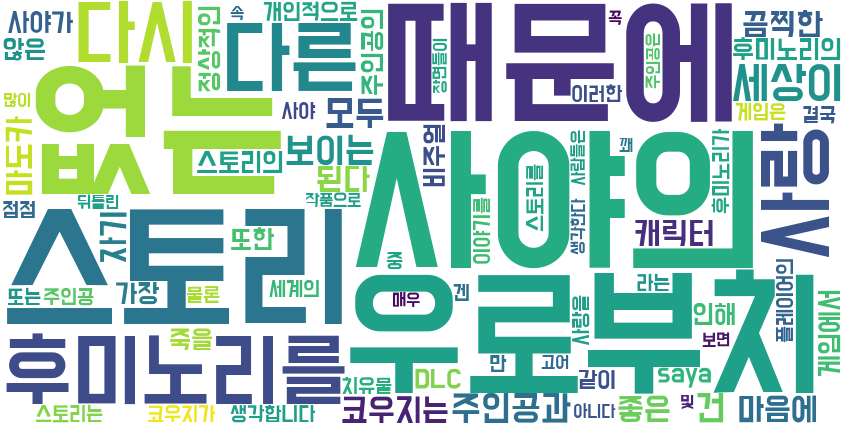 사야가
다시
속
개인적으로
끔찍한
않은
정상적인
다른
주인공인
때문에
장면들이
주인공은
꼭
후미노리의
세상이
많이
없는
사야
모두
이러한
게임은
결국
마도카
스토리의
보이는
비주얼
사야의
스토리를
사람들은
깨
후미노리가
사랑
점점
뒤틀린
된다
작품으로
이야기를
생각한다
캐릭터
스토리
자기
또한
중
우로부치
라는
플레이어의
게임에서
또는
주인공
가장
물론
세계의
매우
겐
사랑을
인해
보면
후미노리를
죽을
치유물
DLC
만
고어
같이
saya
스토리는
코우지가
생각합니다
코우지는
주인공과
아니다
좋은
및
건
마음에